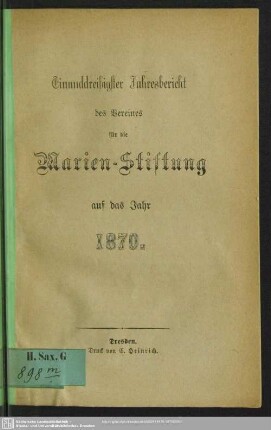 Einunddreißigster Jahresbericht
des Vereines
für die
Marien-Stiftung
auf das Jahr
1870.
Dresden.
Druck von C. Heinrich.
H. Sax. G
898 m